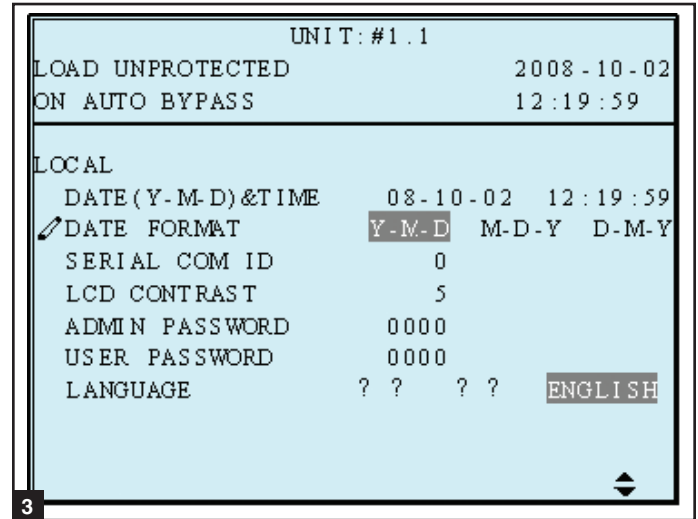 UNIT:#1.1
LOAD UNPROTECTED 2008-10-02
ON AUTO BYPASS 12:19:59
LOCAL
DATE(Y-M-D)&TIME 08-10-02 12:19:59
DATE FORMAT Y-M-D M-D-Y D-M-Y
SERIAL COM ID 0
LCD CONTRAST 5
ADMIN PASSWORD 0000
USER PASSWORD 0000
LANGUAGE ? ? ? ? ENGLISH
3